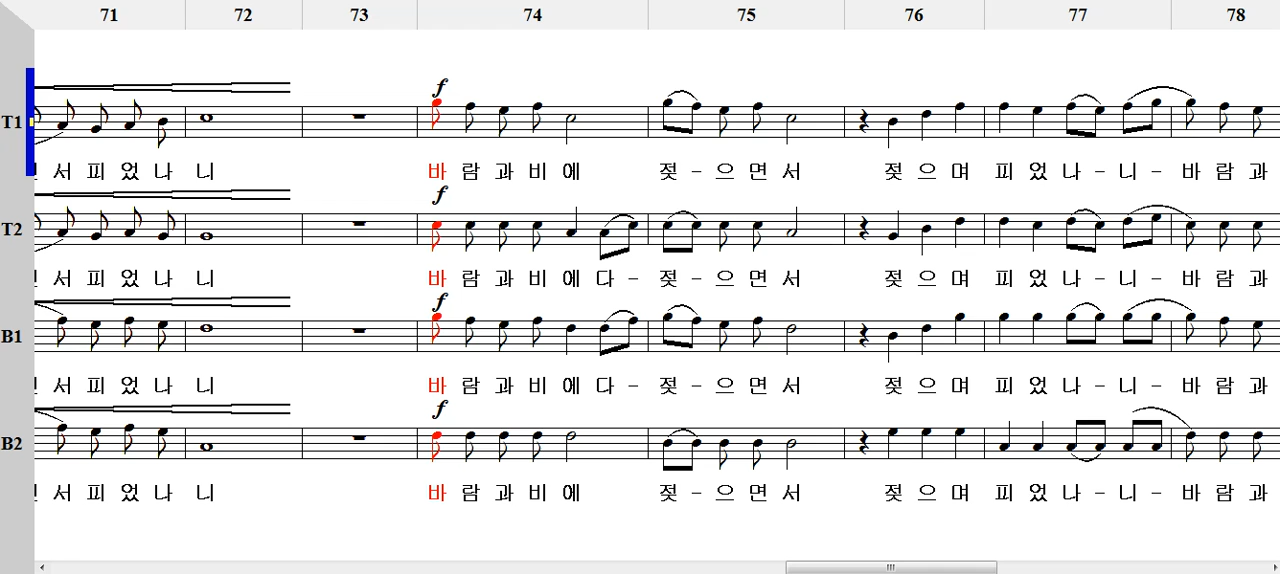 71 72 73 74 75 76 77 78
f
T1
서 피 었 나 니 바 람 과 비 에 젖 - 으 면 서 젖 으 며 피 었 나 - 니 - 바 람 과
f
T2
서 피 었 나 니 바 람 과 비 에 다 - 젖 - 으 면 서 젖 으 며 피 었 나 - 니 - 바 람 과
f
B1
서 피 었 나 니 바 람 과 비 에 다 - 젖 - 으 면 서 젖 으 며 피 었 나 - 니 - 바 람 과
f
B2
서 피 었 나 니 바 람 과 비 에 젖 - 으 면 서 젖 으 며 피 었 나 - 니 - 바 람 과